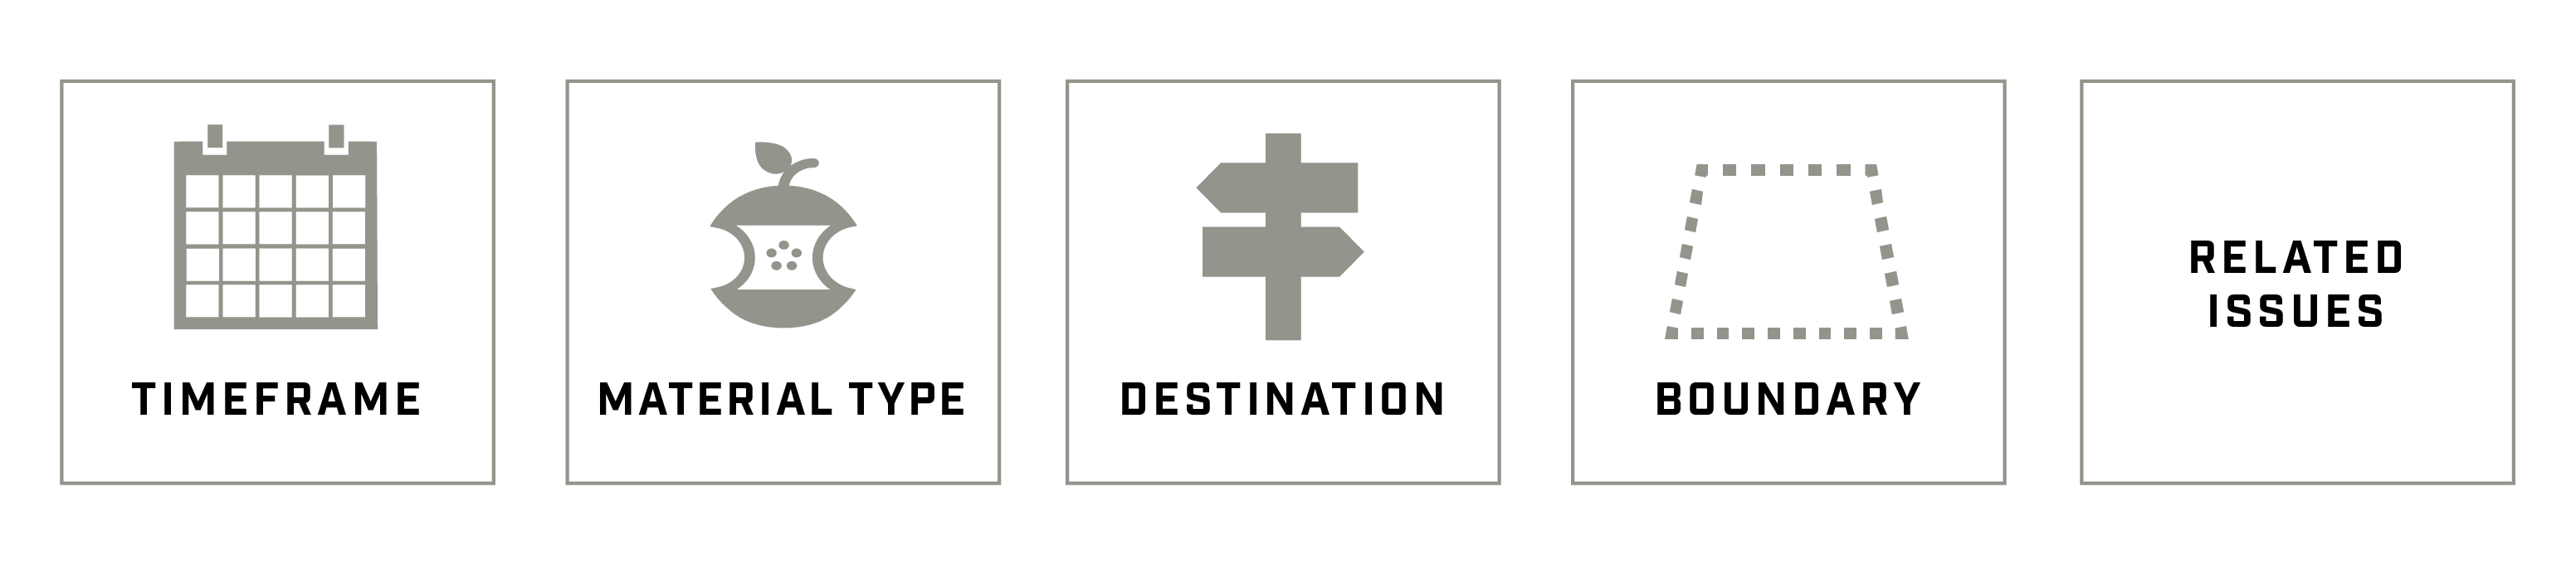 TIMEFRAME
MATERIAL TYPE
DESTINATION
BOUNDARY
RELATED
ISSUES